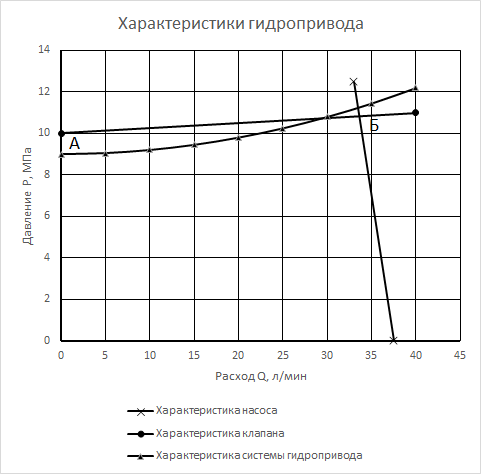 Характеристики гидропривода
14
12
10
8
6
4
2
0
Давление P, МПа
А
Б
0 5 10 15 20 25 30 35 40 45
Расход Q, л/мин
Характеристика насоса
Характеристика клапана
Характеристика системы гидропривода